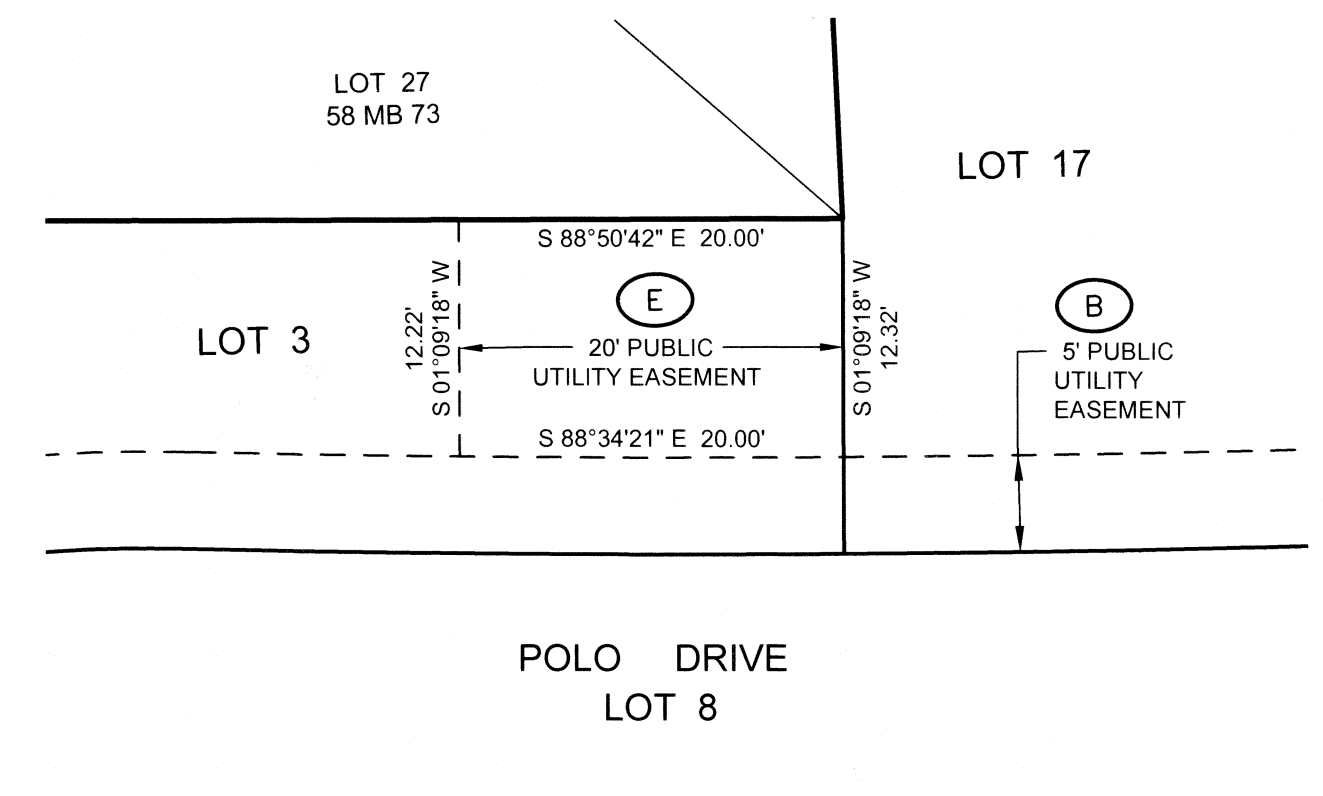 LOT 27
58 MB 73
LOT 17
S 88°50'42" E 20.00'
LOT 3
12.22'
S 01°09'18" W
E
20' PUBLIC
UTILITY EASEMENT
S 01°09'18" W
12.32'
B
5' PUBLIC
UTILITY
EASEMENT
S 88°34'21" E 20.00'
POLO DRIVE
LOT 8